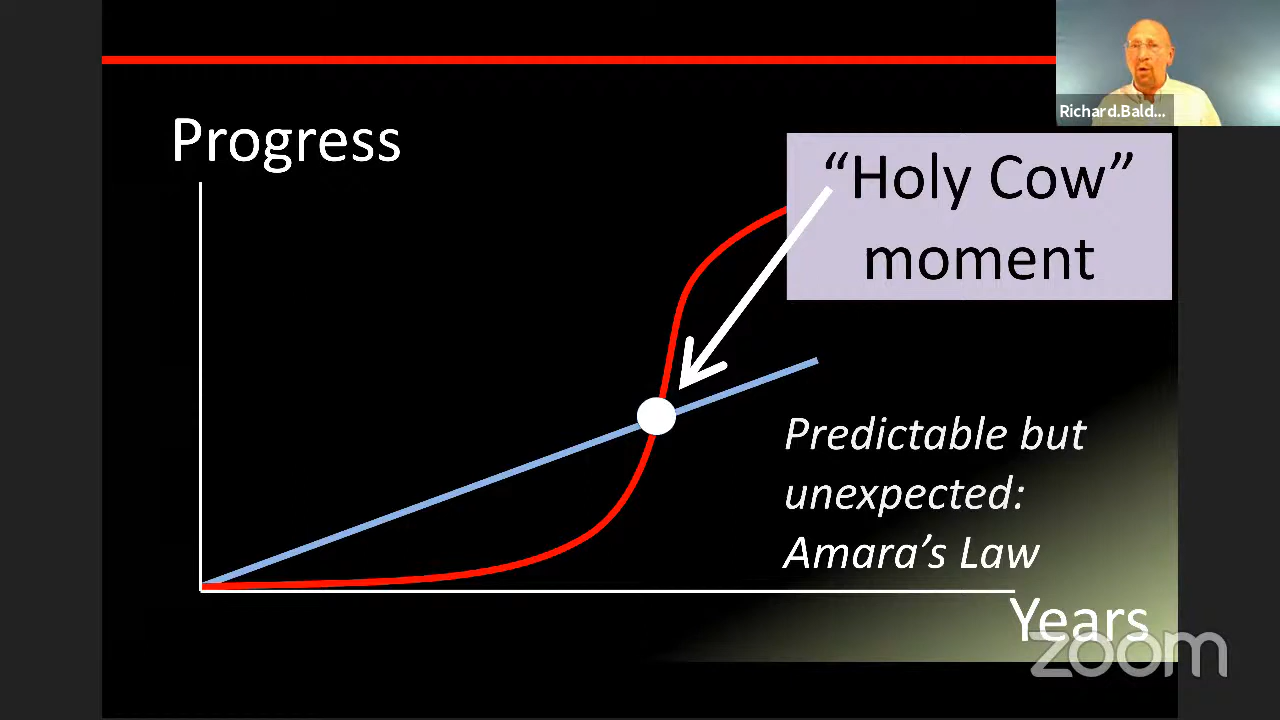 Richard.Bald...
Progress
“Holy Cow”
moment
Predictable but
unexpected:
Amara’s Law
Years
zoom